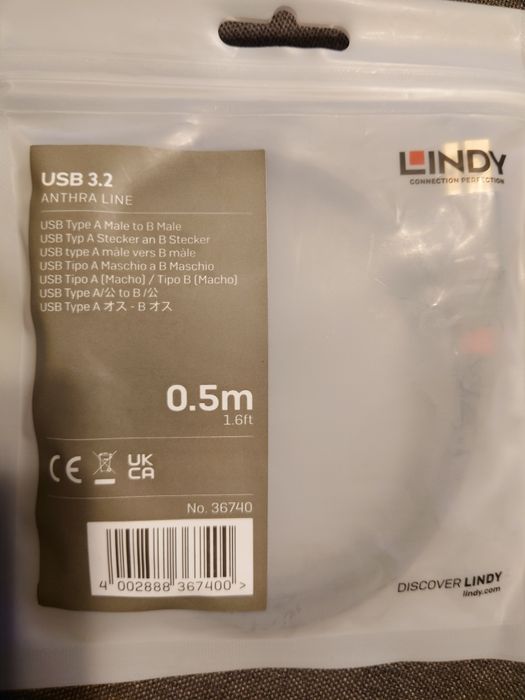 LINDY
CONNECTION PERFECTION
USB 3.2
ANTHRA LINE
USB Type A Male to B Male
USB Typ A Stecker an B Stecker
USB type A mâle vers B mâle
USB Tipo A Maschio a B Maschio
USB Tipo A [Macho] / Tipo B [Macho]
USB Type A/公 to B /公
USB Type A オス - B オス
0.5m
1.6ft
CE
UK
CA
No. 36740
4 002888 367400 >
DISCOVER LINDY
lindy.com